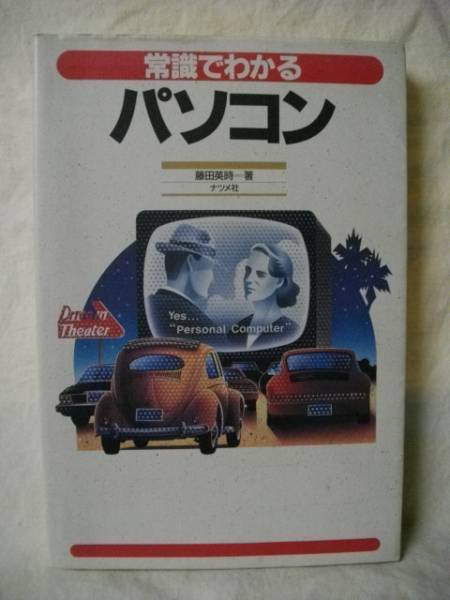 常識でわかる
パソコン
藤田英時一著
ナツメ社
Yes...
"Personal Computer"
Theater